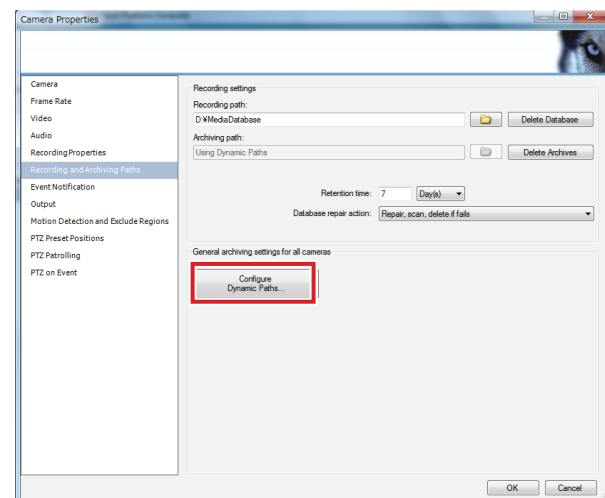 Camera Properties
Camera
Frame Rate
Video
Audio
Recording Properties
Recording and Archiving Paths
Event Notification
Output
Motion Detection and Exclude Regions
PTZ Preset Positions
PTZ Patrolling
PTZ on Event
Recording settings
Recording path:
D:¥MediaDatabase
Delete Database
Archiving path:
Using Dynamic Paths
Delete Archives
Retention time: 7 Day(s)
Database repair action: Repair, scan, delete if fails
General archiving settings for all cameras
Configure
Dynamic Paths...
OK Cancel